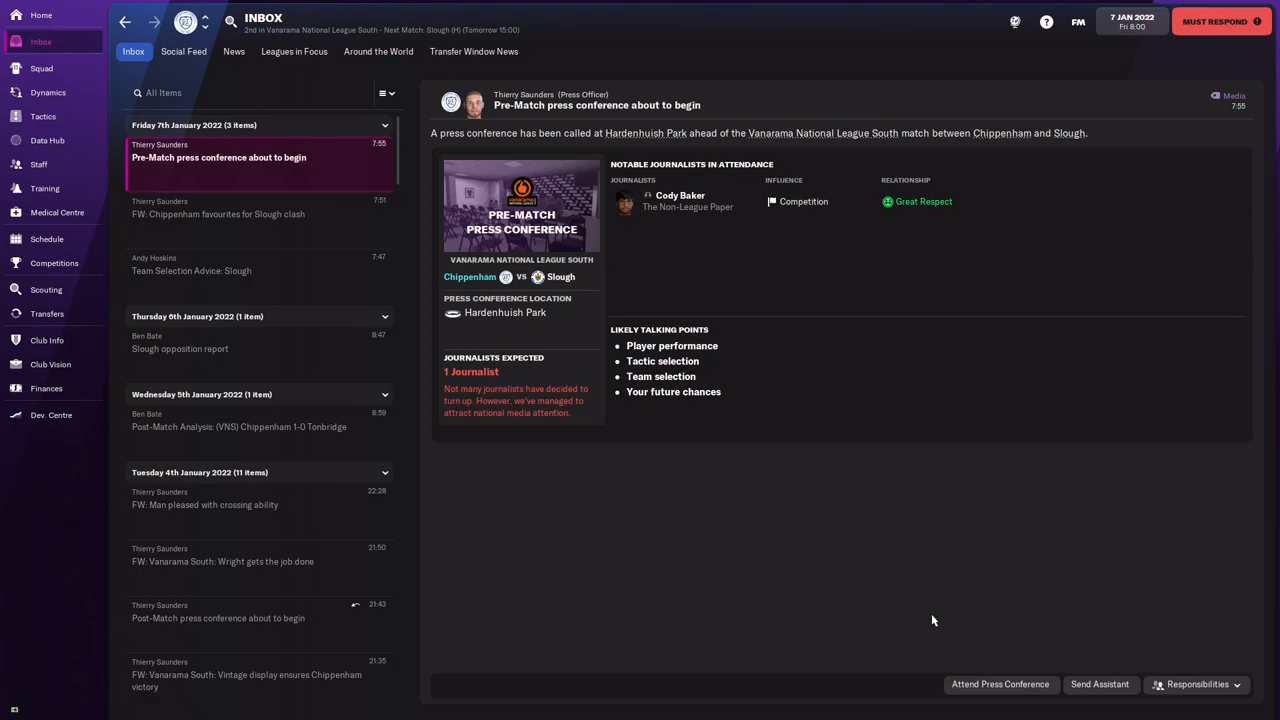 Home
INBOX
2nd in Vanarama National League South - Next Match: Slough (H) (Tomorrow 15:00)
FM
7 JAN 2022
Fri 8:00
MUST RESPOND
Inbox
Squad
Dynamics
Tactics
Data Hub
Staff
Training
Medical Centre
Schedule
Competitions
Scouting
Transfers
Club Info
Club Vision
Finances
Dev. Centre
Inbox
Social Feed
News
Leagues in Focus
Around the World
Transfer Window News
All Items
Friday 7th January 2022 (3 items)
Thierry Saunders
7:55
Pre-Match press conference about to begin
Thierry Saunders
7:51
FW: Chippenham favourites for Slough clash
Andy Hoskins
7:47
Team Selection Advice: Slough
Thursday 6th January 2022 (1 item)
Ben Bate
8:47
Slough opposition report
Wednesday 5th January 2022 (1 item)
Ben Bate
8:59
Post-Match Analysis: (VNS) Chippenham 1-0 Tonbridge
Tuesday 4th January 2022 (11 items)
Thierry Saunders
22:28
FW: Man pleased with crossing ability
Thierry Saunders
21:50
FW: Vanarama South: Wright gets the job done
Thierry Saunders
21:43
Post-Match press conference about to begin
Thierry Saunders
21:35
FW: Vanarama South: Vintage display ensures Chippenham
victory
Thierry Saunders (Press Officer)
Pre-Match press conference about to begin
Media
7:55
A press conference has been called at Hardenhuish Park ahead of the Vanarama National League South match between Chippenham and Slough.
vanarama
PRE-MATCH
PRESS CONFERENCE
VANARAMA NATIONAL LEAGUE SOUTH
Chippenham VS Slough
PRESS CONFERENCE LOCATION
Hardenhuish Park
JOURNALISTS EXPECTED
1 Journalist
Not many journalists have decided to
turn up. However, we've managed to
attract national media attention.
NOTABLE JOURNALISTS IN ATTENDANCE
JOURNALISTS
INFLUENCE
RELATIONSHIP
Cody Baker
The Non-League Paper
Competition
Great Respect
LIKELY TALKING POINTS
• Player performance
• Tactic selection
• Team selection
• Your future chances
Attend Press Conference
Send Assistant
Responsibilities